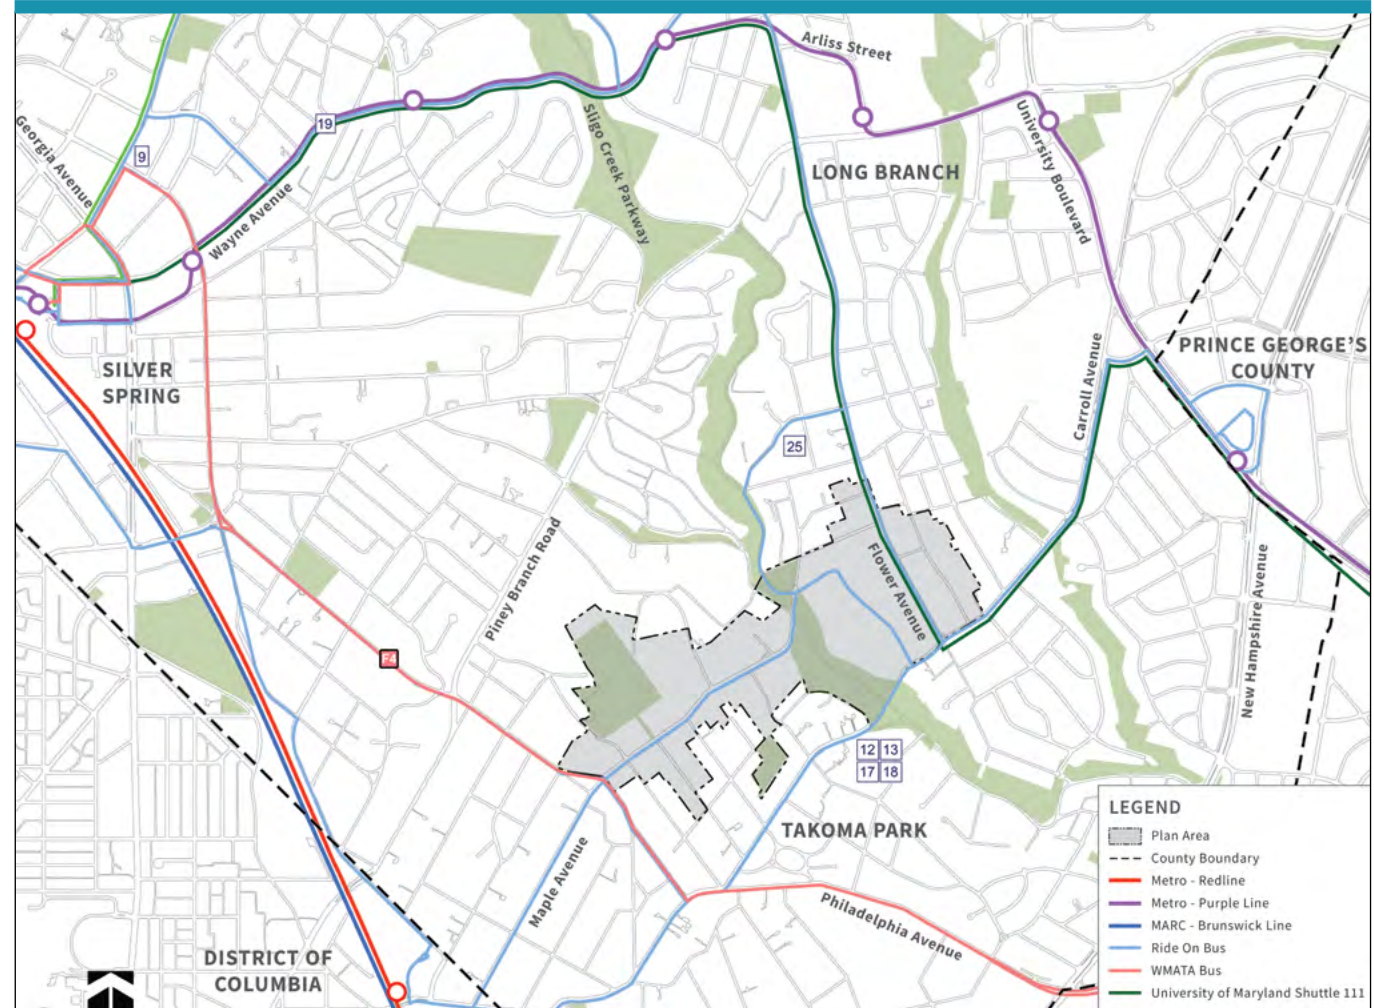 Arliss Street
Georgia Avenue
9
19
Wayne Avenue
Sligo Creek Parkway
LONG BRANCH
University Boulevard
SILVER
SPRING
PRINCE GEORGE'S
COUNTY
Carroll Avenue
25
Piney Branch Road
Flower Avenue
New Hampshire Avenue
F4
12 13
17 18
TAKOMA PARK
Maple Avenue
Philadelphia Avenue
DISTRICT OF
COLUMBIA
LEGEND
Plan Area
County Boundary
Metro - Redline
Metro - Purple Line
MARC - Brunswick Line
Ride On Bus
WMATA Bus
University of Maryland Shuttle 111